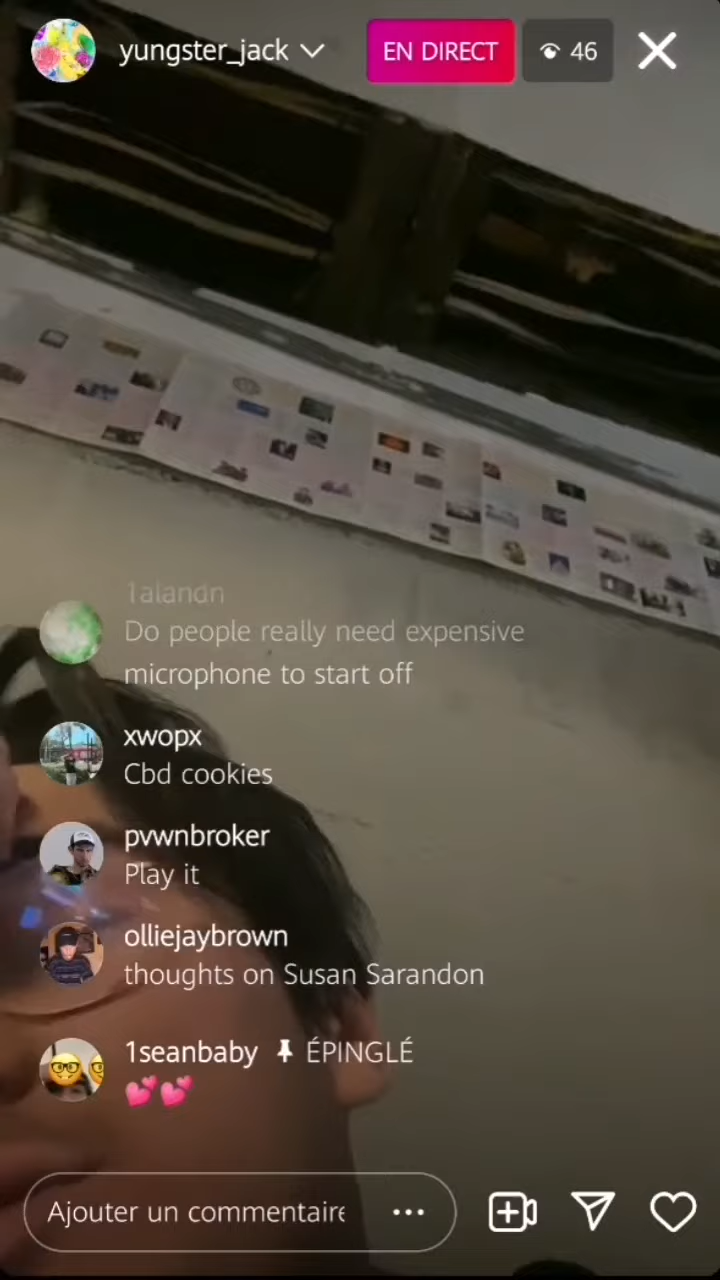 yungster_jack
EN DIRECT
46
1alandn
Do people really need expensive
microphone to start off
xwopx
Cbd cookies
pvwnbroker
Play it
olliejaybrown
thoughts on Susan Sarandon
1seanbaby ÉPINGLÉ
💕💕
Ajouter un commentaire